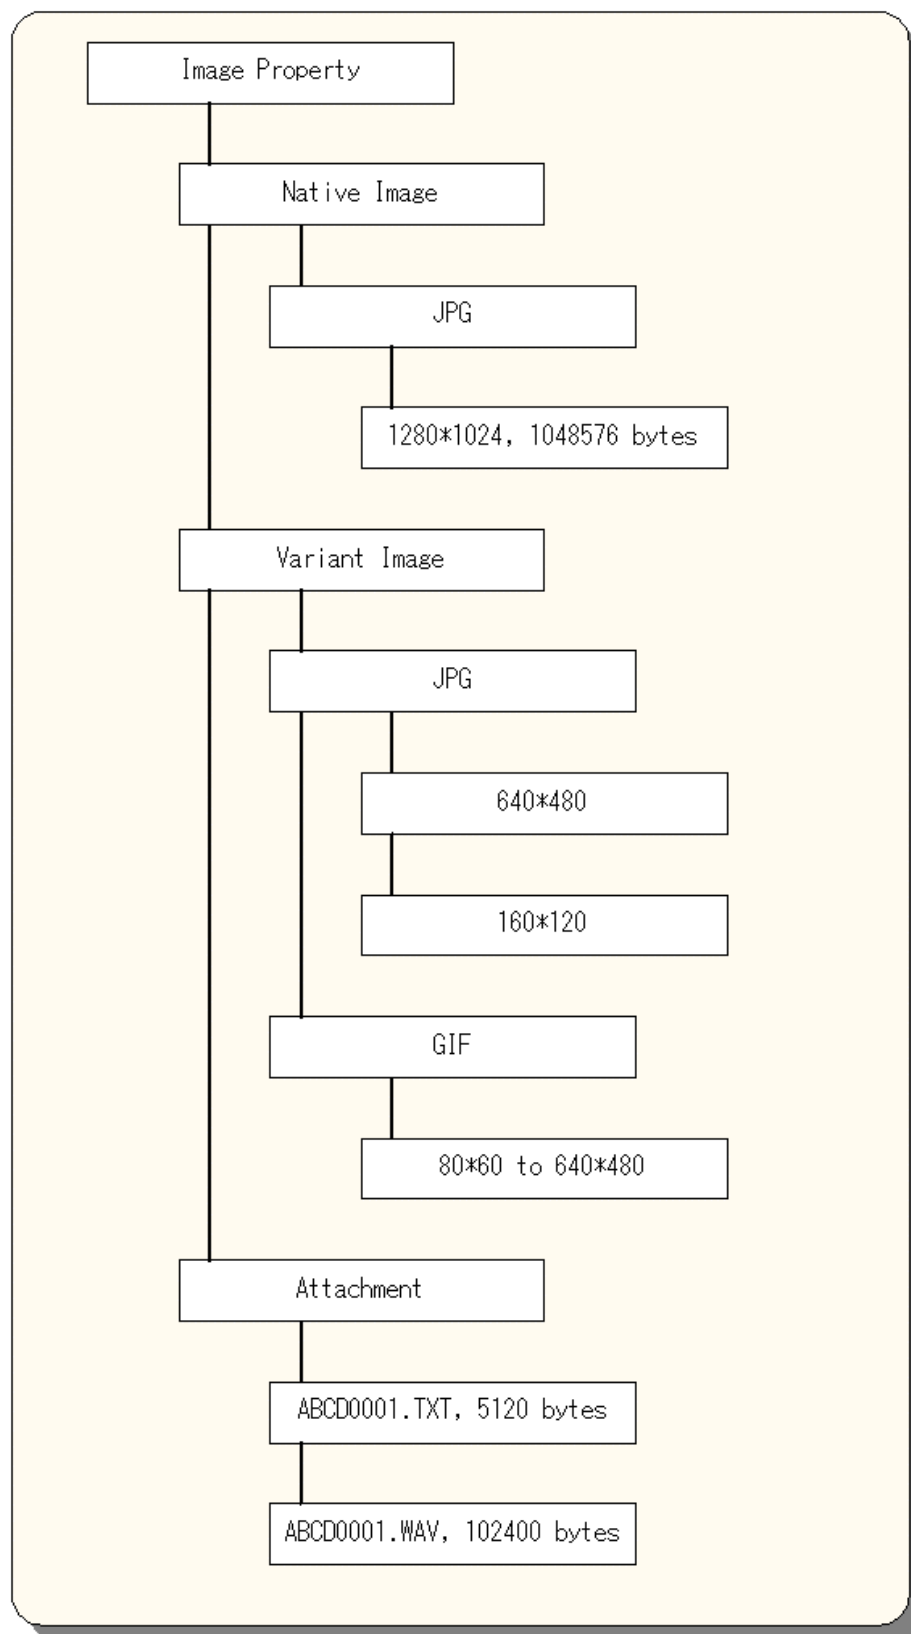 Image Property
Native Image
JPG
1280*1024, 1048576 bytes
Variant Image
JPG
640*480
160*120
GIF
80*60 to 640*480
Attachment
ABCD0001.TXT, 5120 bytes
ABCD0001.WAV, 102400 bytes